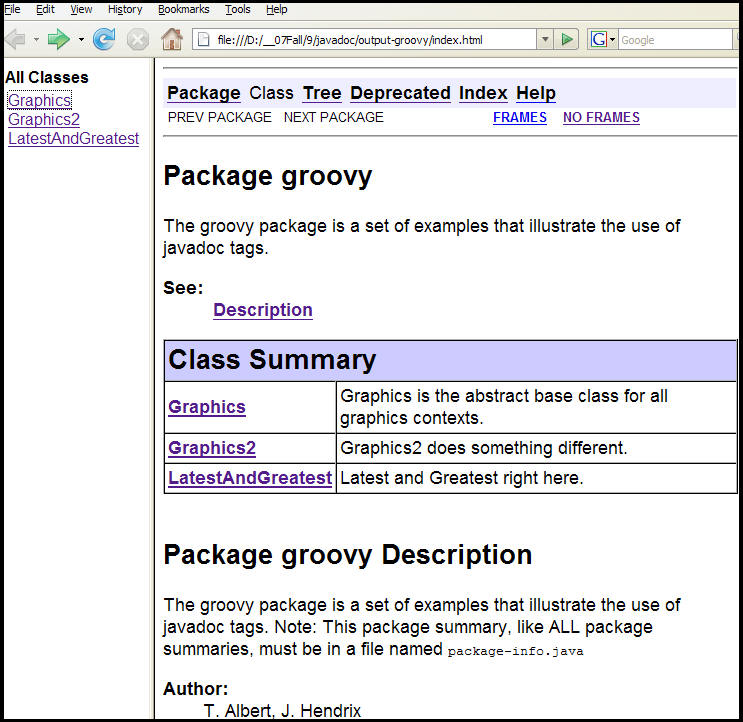 File Edit View History Bookmarks Tools Help
file:///D:/__07Fall/9/javadoc/output-groovy/index.html G Google
All Classes
Graphics
Graphics2
LatestAndGreatest
Package Class Tree Deprecated Index Help
PREV PACKAGE NEXT PACKAGE FRAMES NO FRAMES
Package groovy
The groovy package is a set of examples that illustrate the use of
javadoc tags.
See:
Description
Class Summary
Graphics Graphics is the abstract base class for all
graphics contexts.
Graphics2 Graphics2 does something different.
LatestAndGreatest Latest and Greatest right here.
Package groovy Description
The groovy package is a set of examples that illustrate the use of
javadoc tags. Note: This package summary, like ALL package
summaries, must be in a file named package-info.java
Author:
T. Albert, J. Hendrix